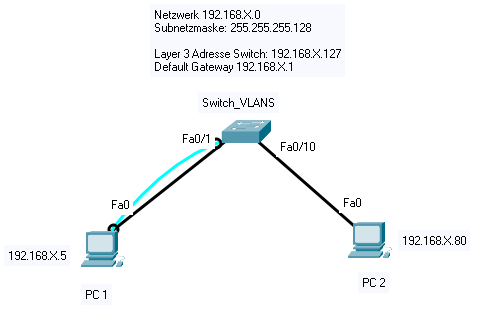 Netzwerk 192.168.X.0
Subnetzmaske: 255.255.255.128
Layer 3 Adresse Switch: 192.168.X.127
Default Gateway 192.168.X.1
Switch_VLANS
Fa0/1
Fa0/10
Fa0
Fa0
192.168.X.5
192.168.X.80
PC 1
PC 2